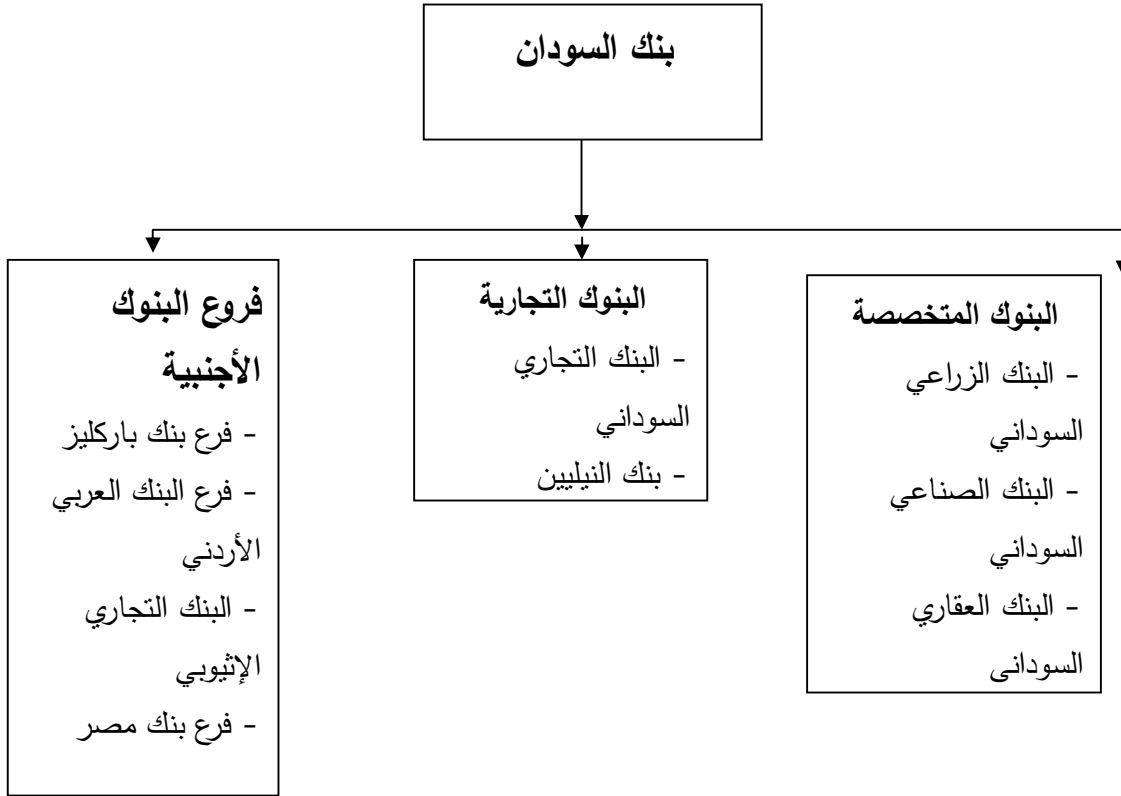 بنك السودان
البنوك المتخصصة
- البنك الزراعي
السوداني
- البنك الصناعي
السوداني
- البنك العقاري
السودانى
البنوك التجارية
- البنك التجاري
السوداني
- بنك النيليين
فروع البنوك
الأجنبية
- فرع بنك باركليز
- فرع البنك العربي
الأردني
- البنك التجاري
الإثيوبي
- فرع بنك مصر